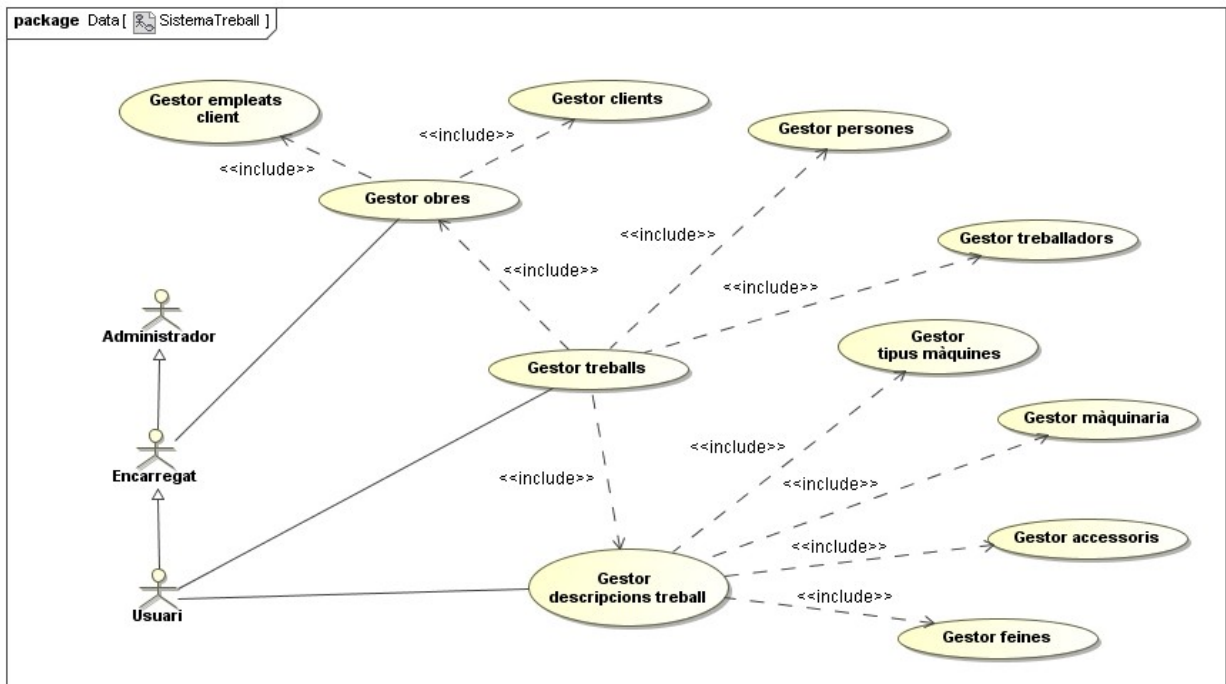 package Data [ SistemaTreball ]
Gestor empleats
client
Gestor clients
Gestor persones
<<include>>
<<include>>
Gestor obres
Gestor treballadors
<<include>>
<<include>>
<<include>>
Administrador
Gestor treballs
Gestor
tipus màquines
Gestor màquinaria
<<include>>
Encarregat
<<include>>
<<include>>
Gestor accessoris
<<include>>
Gestor
descripcions treball
<<include>>
Usuari
Gestor feines